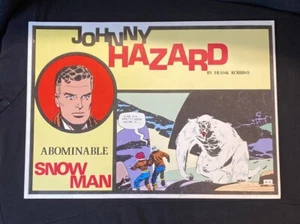 JOHNNY
HAZARD
BY FRANK ROBBINS
ABOMINABLE
SNOW
MAN